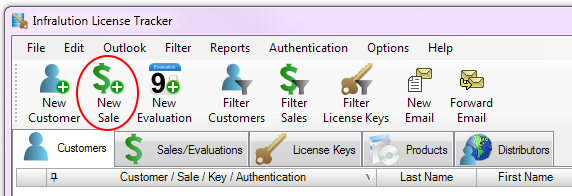 Infralution License Tracker
File Edit Outlook Filter Reports Authentication Options Help
Evaluation
9
New Customer
New Sale
New Evaluation
Filter Customers
Filter Sales
Filter License Keys
New Email
Forward Email
Customers Sales/Evaluations License Keys Products Distributors
Customer / Sale / Key / Authentication Last Name First Name